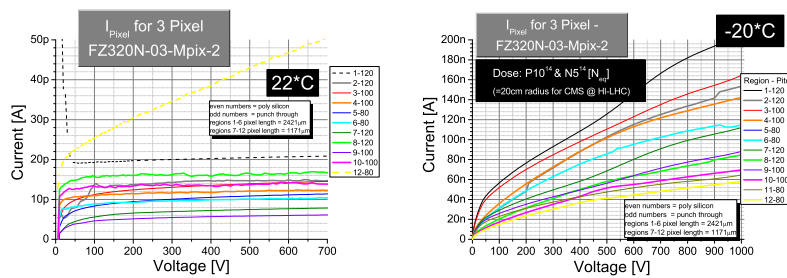 I Pixel for 3 Pixel
FZ320N-03-Mpix-2
22*C
even numbers = poly silicon
odd numbers = punch through
regions 1-6 pixel length = 2421µm
regions 7-12 pixel length = 1171µm
50p
40p
30p
20p
10p
0p
Current [A]
0
100
200
300
400
500
600
700
Voltage [V]
1-120
2-120
3-100
4-100
5-80
6-80
7-120
8-120
9-100
10-100
12-80
I Pixel for 3 Pixel -
FZ320N-03-Mpix-2
-20*C
Dose: P10^14 & N5^14 [N eq]
(=20cm radius for CMS @ HI-LHC)
200n
180n
160n
140n
120n
100n
80n
60n
40n
20n
0n
Current [A]
0
100
200
300
400
500
600
700
800
900
1000
Voltage [V]
Region - Pitc
1-120
2-120
3-100
4-100
5-80
6-80
7-120
8-120
9-100
10-100
11-80
12-80
even numbers = poly silicon
odd numbers = punch through
regions 1-6 pixel length = 2421µm
regions 7-12 pixel length = 1171µm